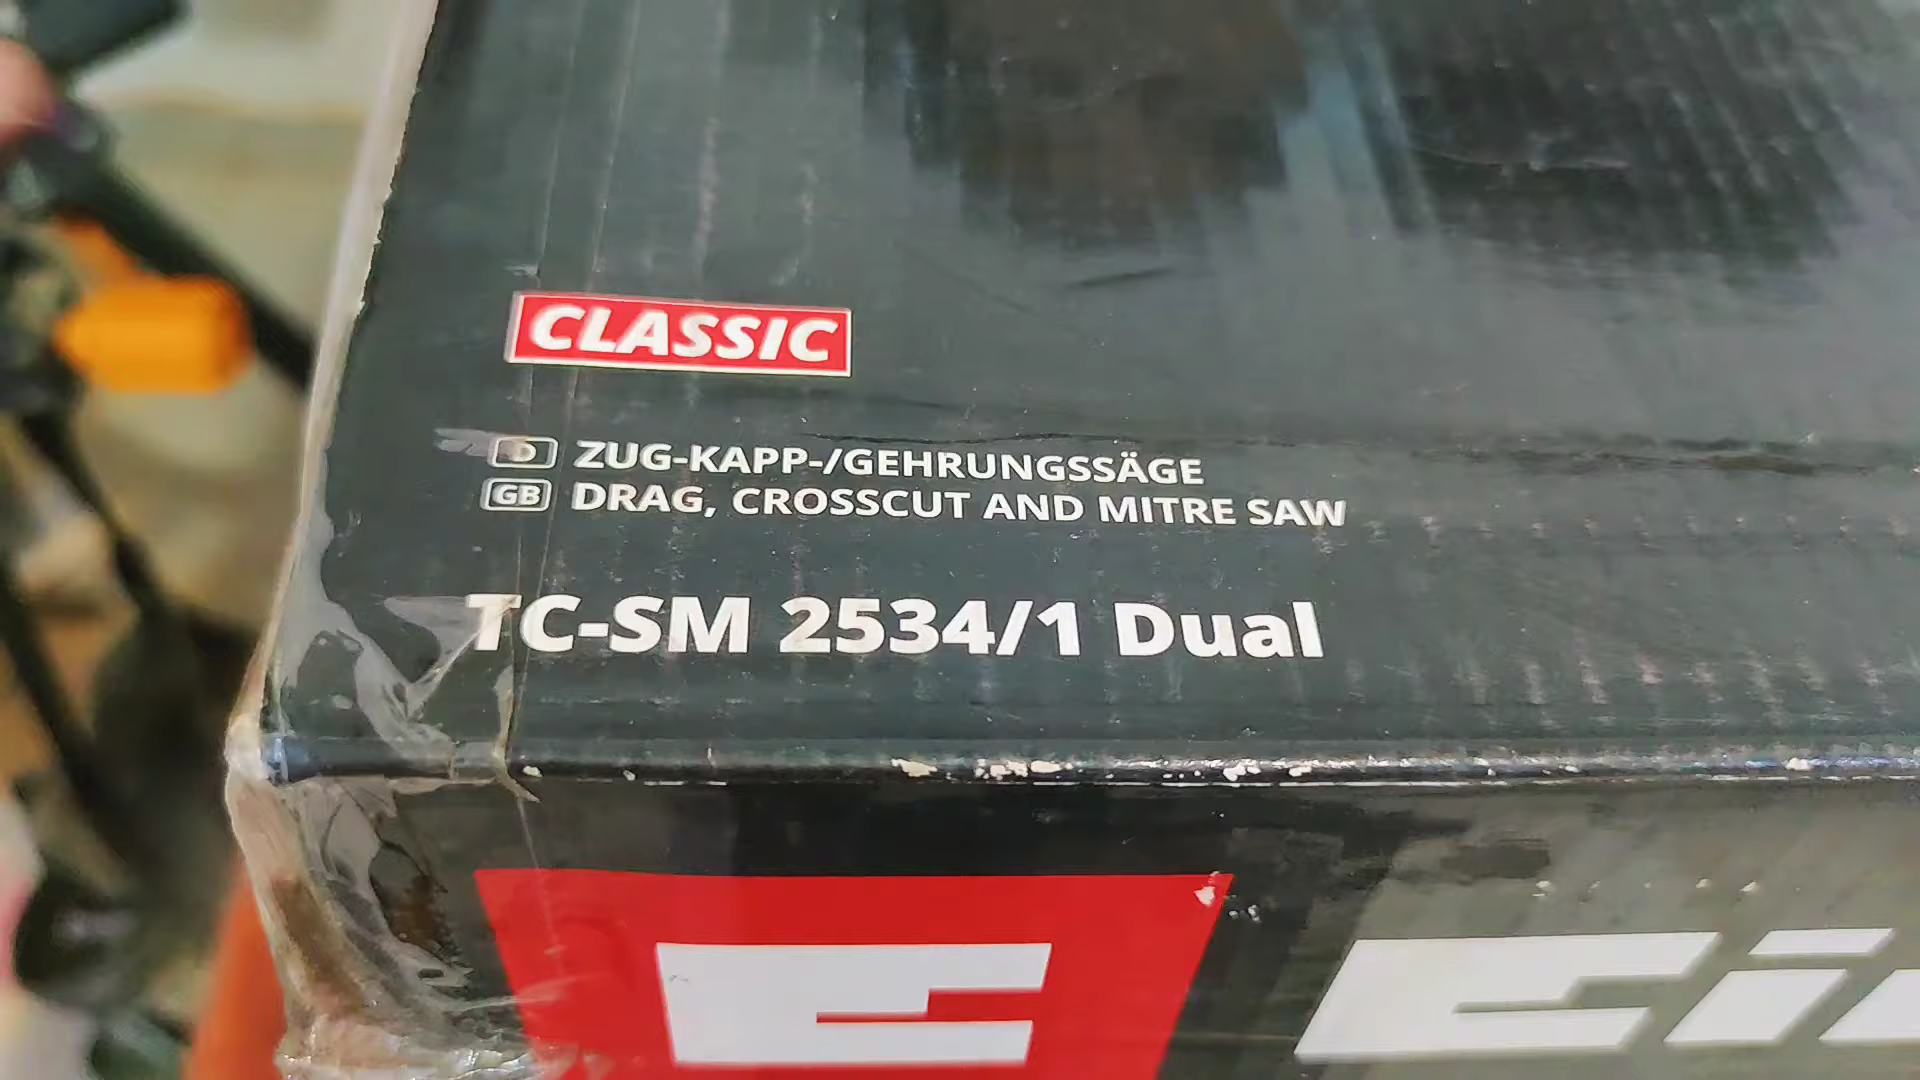 CLASSIC
D ZUG-KAPP-/GEHRUNGSSÄGE
GB DRAG, CROSSCUT AND MITRE SAW
TC-SM 2534/1 Dual